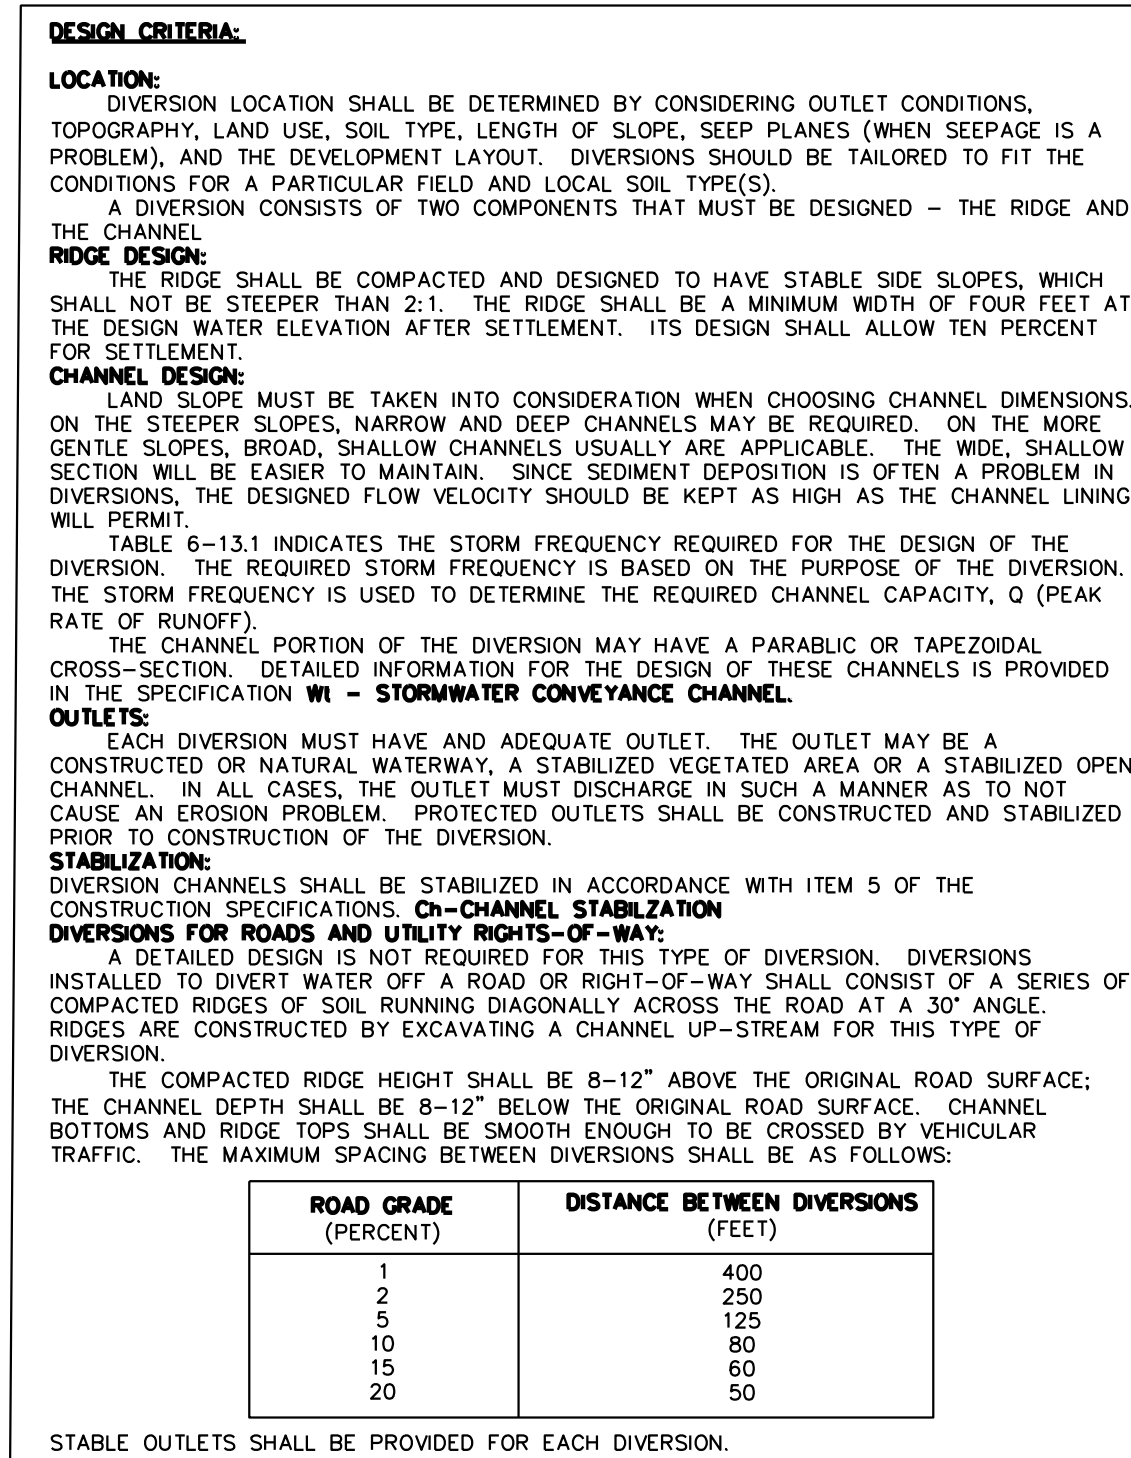 DESIGN CRITERIA:
LOCATION:
DIVERSION LOCATION SHALL BE DETERMINED BY CONSIDERING OUTLET CONDITIONS,
TOPOGRAPHY, LAND USE, SOIL TYPE, LENGTH OF SLOPE, SEEP PLANES (WHEN SEEPAGE IS A
PROBLEM), AND THE DEVELOPMENT LAYOUT. DIVERSIONS SHOULD BE TAILORED TO FIT THE
CONDITIONS FOR A PARTICULAR FIELD AND LOCAL SOIL TYPE(S).
A DIVERSION CONSISTS OF TWO COMPONENTS THAT MUST BE DESIGNED – THE RIDGE AND
THE CHANNEL
RIDGE DESIGN:
THE RIDGE SHALL BE COMPACTED AND DESIGNED TO HAVE STABLE SIDE SLOPES, WHICH
SHALL NOT BE STEEPER THAN 2:1. THE RIDGE SHALL BE A MINIMUM WIDTH OF FOUR FEET AT
THE DESIGN WATER ELEVATION AFTER SETTLEMENT. ITS DESIGN SHALL ALLOW TEN PERCENT
FOR SETTLEMENT.
CHANNEL DESIGN:
LAND SLOPE MUST BE TAKEN INTO CONSIDERATION WHEN CHOOSING CHANNEL DIMENSIONS.
ON THE STEEPER SLOPES, NARROW AND DEEP CHANNELS MAY BE REQUIRED. ON THE MORE
GENTLE SLOPES, BROAD, SHALLOW CHANNELS USUALLY ARE APPLICABLE. THE WIDE, SHALLOW
SECTION WILL BE EASIER TO MAINTAIN. SINCE SEDIMENT DEPOSITION IS OFTEN A PROBLEM IN
DIVERSIONS, THE DESIGNED FLOW VELOCITY SHOULD BE KEPT AS HIGH AS THE CHANNEL LINING
WILL PERMIT.
TABLE 6–13.1 INDICATES THE STORM FREQUENCY REQUIRED FOR THE DESIGN OF THE
DIVERSION. THE REQUIRED STORM FREQUENCY IS BASED ON THE PURPOSE OF THE DIVERSION.
THE STORM FREQUENCY IS USED TO DETERMINE THE REQUIRED CHANNEL CAPACITY, Q (PEAK
RATE OF RUNOFF).
THE CHANNEL PORTION OF THE DIVERSION MAY HAVE A PARABLIC OR TAPEZOIDAL
CROSS–SECTION. DETAILED INFORMATION FOR THE DESIGN OF THESE CHANNELS IS PROVIDED
IN THE SPECIFICATION Wt – STORMWATER CONVEYANCE CHANNEL.
OUTLETS:
EACH DIVERSION MUST HAVE AND ADEQUATE OUTLET. THE OUTLET MAY BE A
CONSTRUCTED OR NATURAL WATERWAY, A STABILIZED VEGETATED AREA OR A STABILIZED OPEN
CHANNEL. IN ALL CASES, THE OUTLET MUST DISCHARGE IN SUCH A MANNER AS TO NOT
CAUSE AN EROSION PROBLEM. PROTECTED OUTLETS SHALL BE CONSTRUCTED AND STABILIZED
PRIOR TO CONSTRUCTION OF THE DIVERSION.
STABILIZATION:
DIVERSION CHANNELS SHALL BE STABILIZED IN ACCORDANCE WITH ITEM 5 OF THE
CONSTRUCTION SPECIFICATIONS. Ch–CHANNEL STABILZATION
DIVERSIONS FOR ROADS AND UTILITY RIGHTS–OF–WAY:
A DETAILED DESIGN IS NOT REQUIRED FOR THIS TYPE OF DIVERSION. DIVERSIONS
INSTALLED TO DIVERT WATER OFF A ROAD OR RIGHT–OF–WAY SHALL CONSIST OF A SERIES OF
COMPACTED RIDGES OF SOIL RUNNING DIAGONALLY ACROSS THE ROAD AT A 30° ANGLE.
RIDGES ARE CONSTRUCTED BY EXCAVATING A CHANNEL UP–STREAM FOR THIS TYPE OF
DIVERSION.
THE COMPACTED RIDGE HEIGHT SHALL BE 8–12" ABOVE THE ORIGINAL ROAD SURFACE;
THE CHANNEL DEPTH SHALL BE 8–12" BELOW THE ORIGINAL ROAD SURFACE. CHANNEL
BOTTOMS AND RIDGE TOPS SHALL BE SMOOTH ENOUGH TO BE CROSSED BY VEHICULAR
TRAFFIC. THE MAXIMUM SPACING BETWEEN DIVERSIONS SHALL BE AS FOLLOWS:
ROAD GRADE DISTANCE BETWEEN DIVERSIONS
(PERCENT) (FEET)
1 400
2 250
5 125
10 80
15 60
20 50
STABLE OUTLETS SHALL BE PROVIDED FOR EACH DIVERSION.